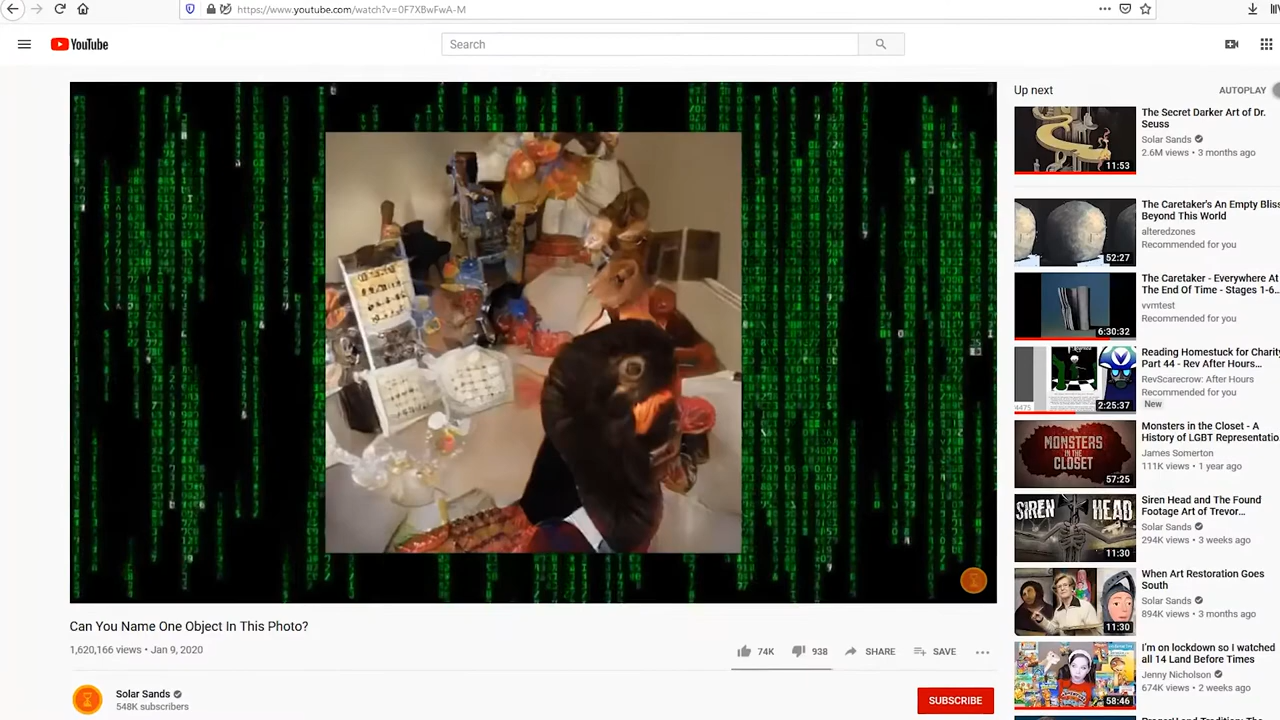 https://www.youtube.com/watch?v=0F7XBwFwA-M
YouTube
Search
Can You Name One Object In This Photo?
1,620,166 views • Jan 9, 2020
74K
938
SHARE
SAVE
Solar Sands
548K subscribers
SUBSCRIBE
Up next
AUTOPLAY
11:53
The Secret Darker Art of Dr.
Seuss
Solar Sands
2.6M views • 3 months ago
52:27
The Caretaker's An Empty Bliss
Beyond This World
alteredzones
Recommended for you
6:30:32
The Caretaker - Everywhere At
The End Of Time - Stages 1-6...
vvmtest
Recommended for you
4475
2:25:37
Reading Homestuck for Charity
Part 44 - Rev After Hours...
RevScarecrow: After Hours
Recommended for you
New
MONSTERS
IN THE
CLOSET
57:25
Monsters in the Closet - A
History of LGBT Representatio
James Somerton
111K views • 1 year ago
SIREN HEAD
11:30
Siren Head and The Found
Footage Art of Trevor...
Solar Sands
294K views • 3 weeks ago
11:30
When Art Restoration Goes
South
Solar Sands
894K views • 3 months ago
58:46
I'm on lockdown so I watched
all 14 Land Before Times
Jenny Nicholson
674K views • 2 weeks ago